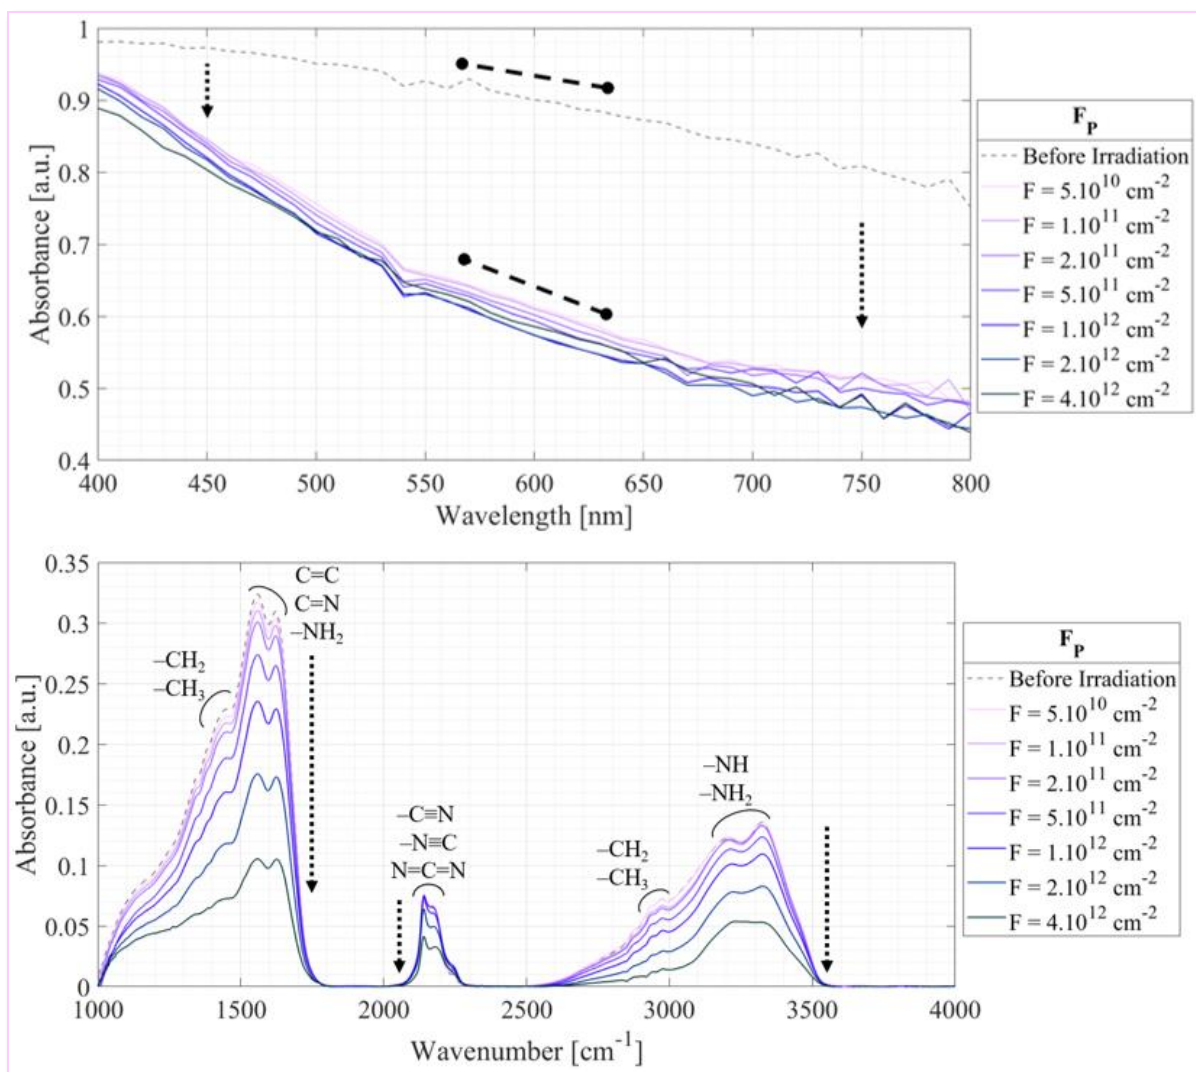 1
0.9
0.8
0.7
0.6
0.5
0.4
Absorbance [a.u.]
400 450 500 550 600 650 700 750 800
Wavelength [nm]
F_P
Before Irradiation
F = 5.10^10 cm^-2
F = 1.10^11 cm^-2
F = 2.10^11 cm^-2
F = 5.10^11 cm^-2
F = 1.10^12 cm^-2
F = 2.10^12 cm^-2
F = 4.10^12 cm^-2
0.35
0.3
0.25
0.2
0.15
0.1
0.05
0
Absorbance [a.u.]
C=C
C=N
–NH2
–CH2
–CH3
–C≡N
–N≡C
N=C=N
–CH2
–CH3
–NH
–NH2
1000 1500 2000 2500 3000 3500 4000
Wavenumber [cm^-1]
F_P
Before Irradiation
F = 5.10^10 cm^-2
F = 1.10^11 cm^-2
F = 2.10^11 cm^-2
F = 5.10^11 cm^-2
F = 1.10^12 cm^-2
F = 2.10^12 cm^-2
F = 4.10^12 cm^-2